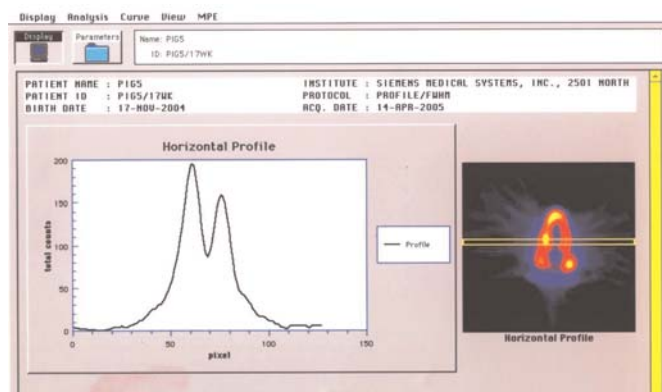 Display Analysis Curve View MPE
Display
Parameters
Name: PIG5
ID: PIG5/17WK
PATIENT NAME : PIG5
PATIENT ID : PIG5/17WK
BIRTH DATE : 17-NOV-2004
INSTITUTE : SIEMENS MEDICAL SYSTEMS, INC., 2501 NORTH
PROTOCOL : PROFILE/FWHM
ACQ. DATE : 14-APR-2005
Horizontal Profile
200
150
100
50
0
total counts
0 50 100 150
pixel
Profile
Horizontal Profile